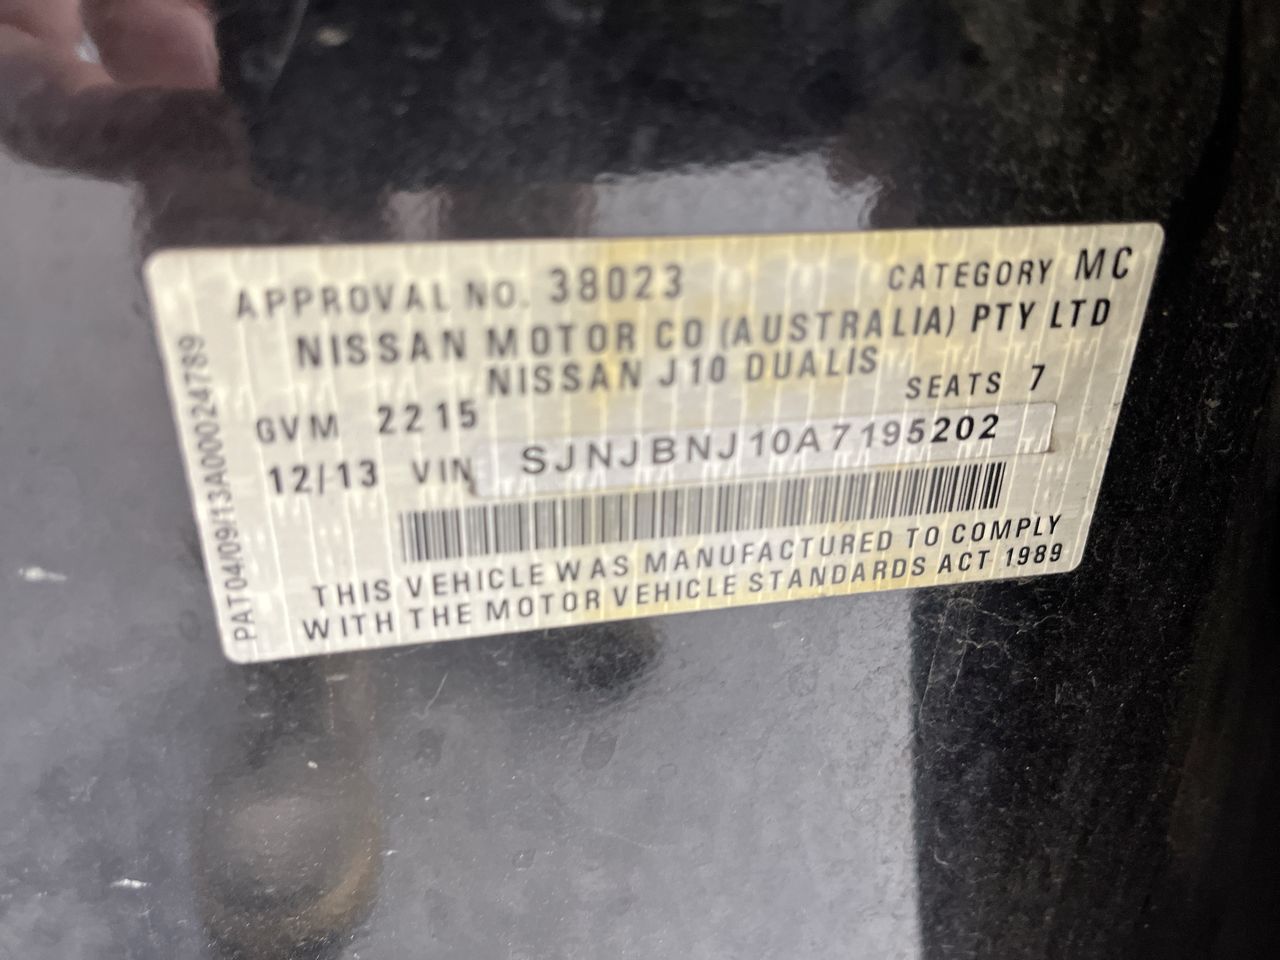 APPROVAL NO. 38023 CATEGORY MC
NISSAN MOTOR CO (AUSTRALIA) PTY LTD
NISSAN J10 DUALIS
GVM 2215 SEATS 7
12/13 VIN SJNJBNJ10A7195202
THIS VEHICLE WAS MANUFACTURED TO COMPLY
WITH THE MOTOR VEHICLE STANDARDS ACT 1989
PAT04/09/13A00024789